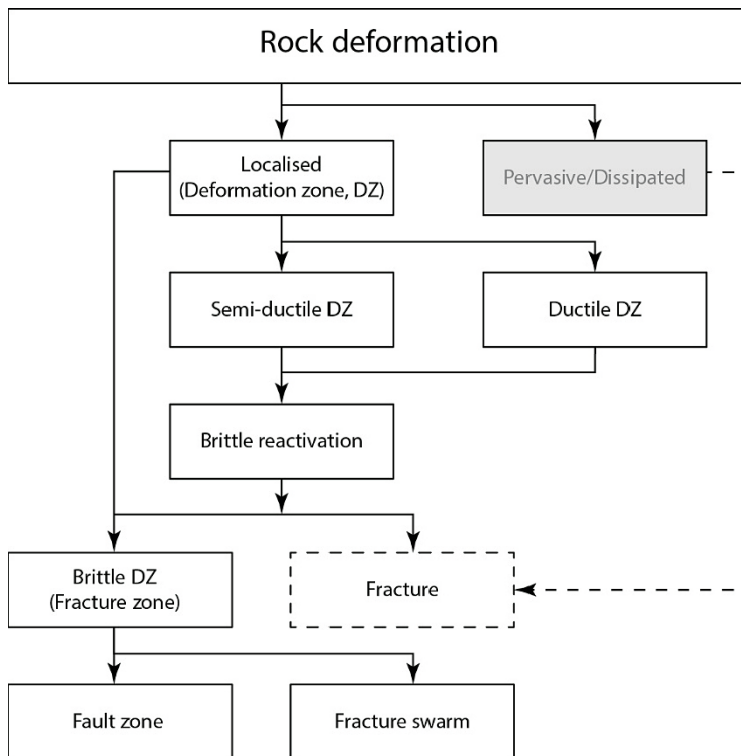 Rock deformation
Localised
(Deformation zone, DZ)
Pervasive/Dissipated
Semi-ductile DZ
Ductile DZ
Brittle reactivation
Brittle DZ
(Fracture zone)
Fracture
Fault zone
Fracture swarm